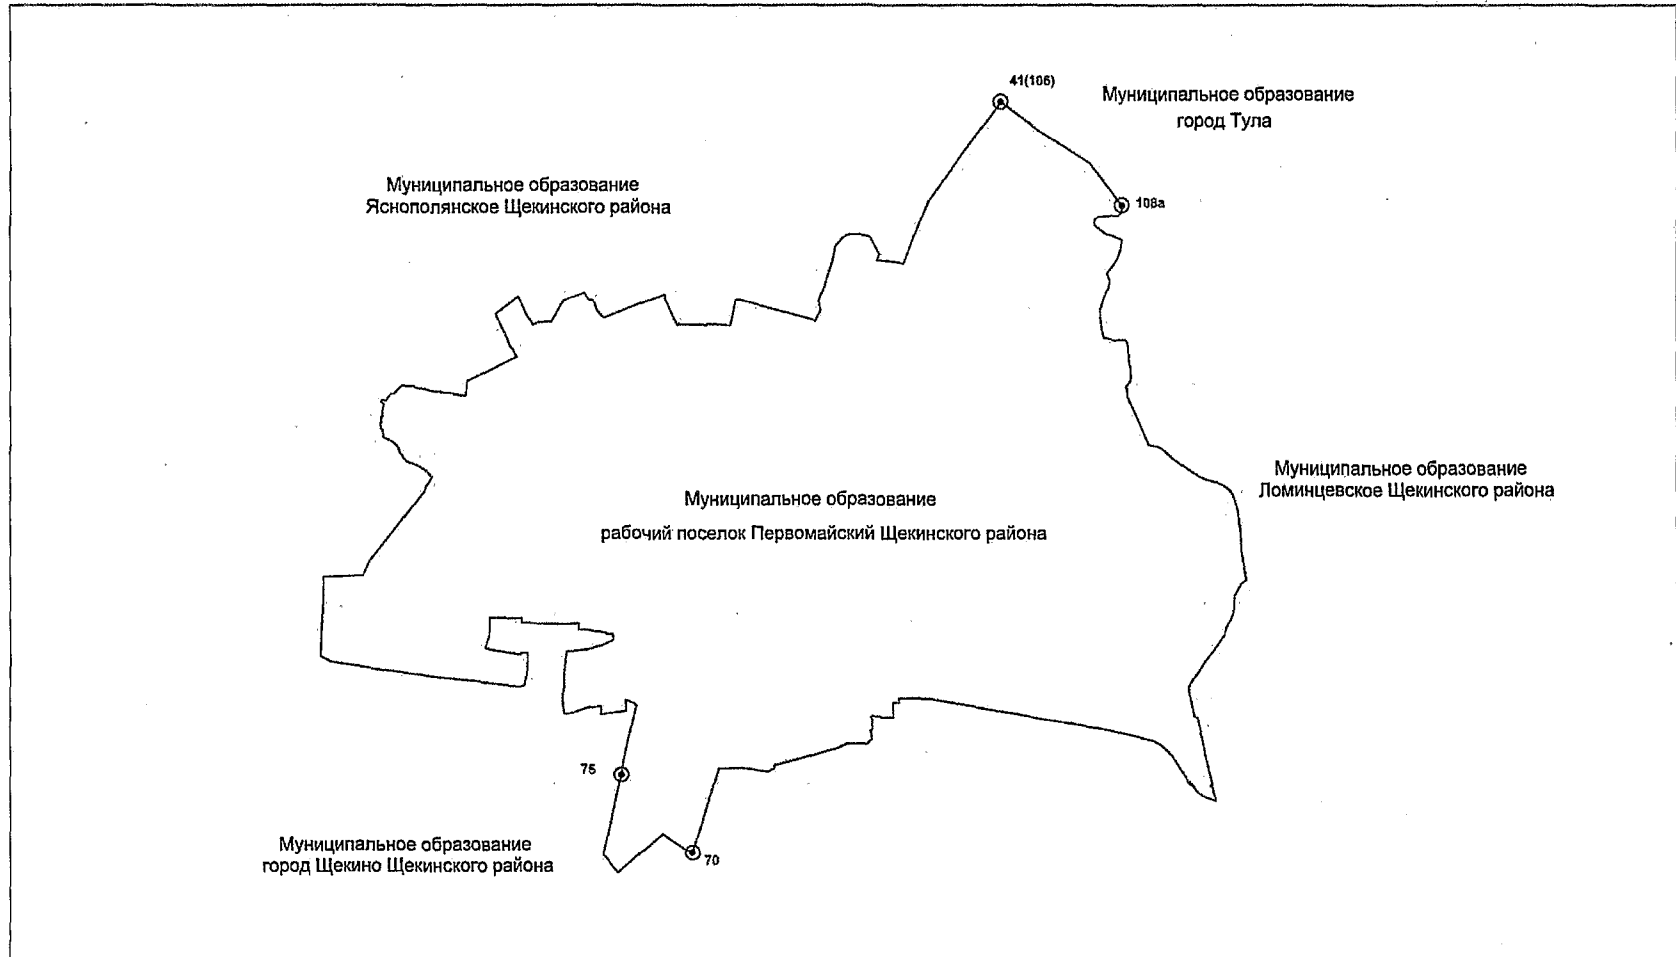 41(106)
Муниципальное образование
город Тула
Муниципальное образование
Яснополянское Щекинского района
108а
Муниципальное образование
Ломинцевское Щекинского района
Муниципальное образование
рабочий поселок Первомайский Щекинского района
75
Муниципальное образование
город Щекино Щекинского района
70